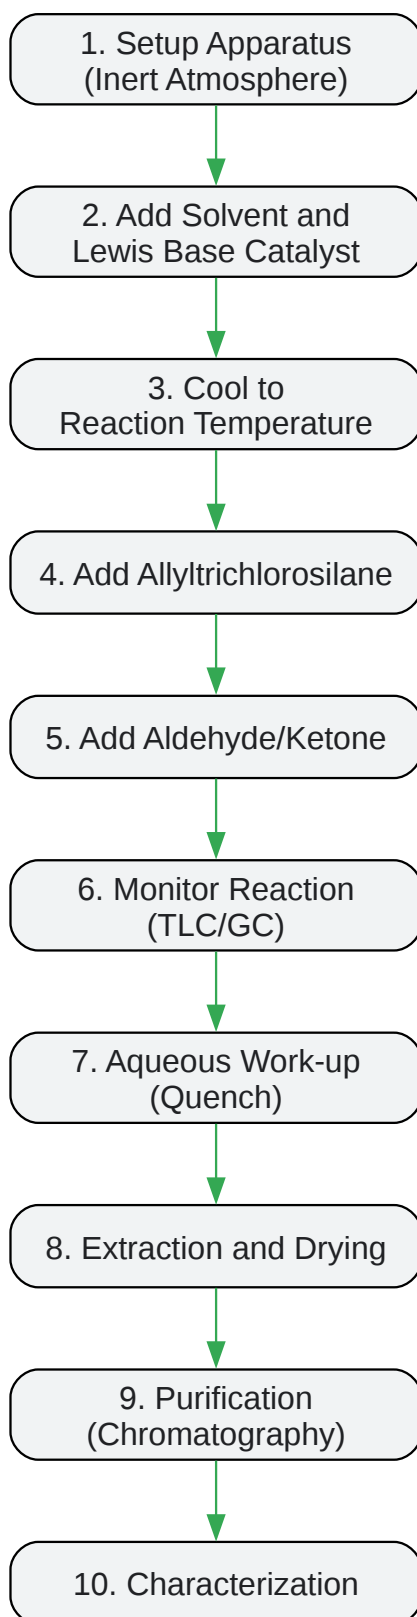 1. Setup Apparatus
(Inert Atmosphere)
2. Add Solvent and
Lewis Base Catalyst
3. Cool to
Reaction Temperature
4. Add Allyltrichlorosilane
5. Add Aldehyde/Ketone
6. Monitor Reaction
(TLC/GC)
7. Aqueous Work-up
(Quench)
8. Extraction and Drying
9. Purification
(Chromatography)
10. Characterization